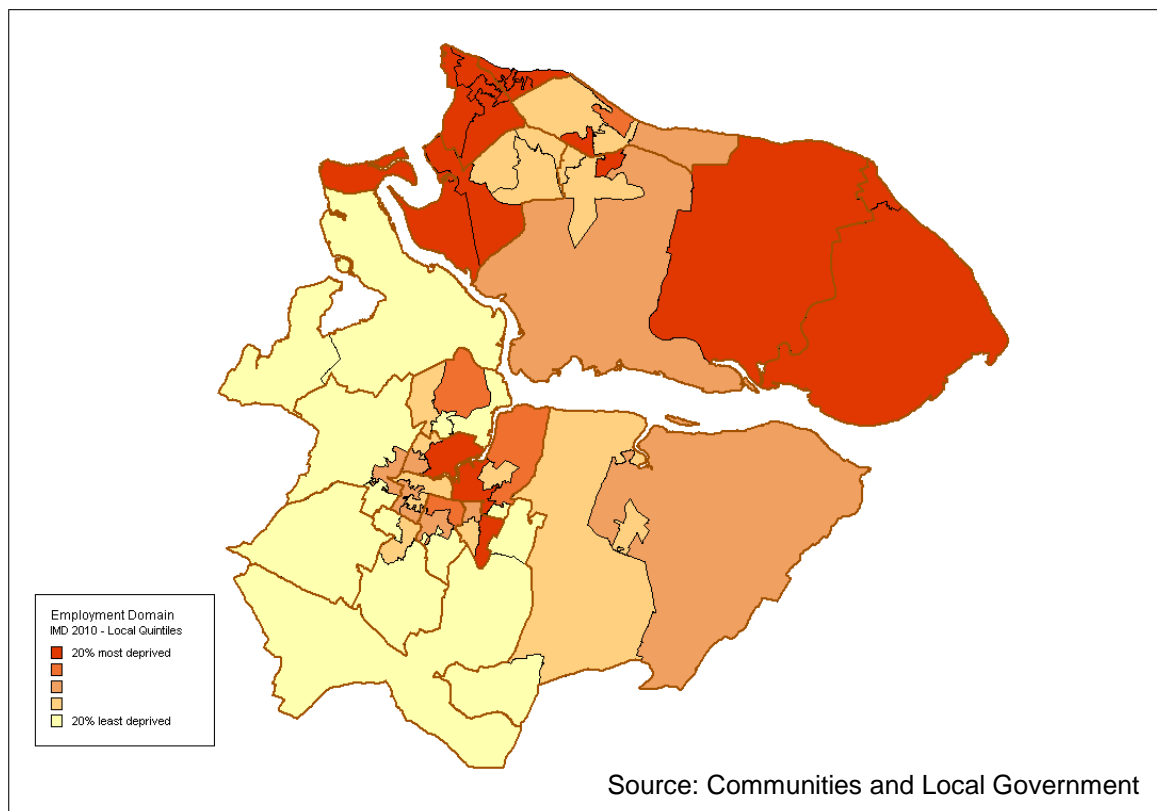 Employment Domain
IMD 2010 - Local Quintiles
20% most deprived
20% least deprived
Source: Communities and Local Government